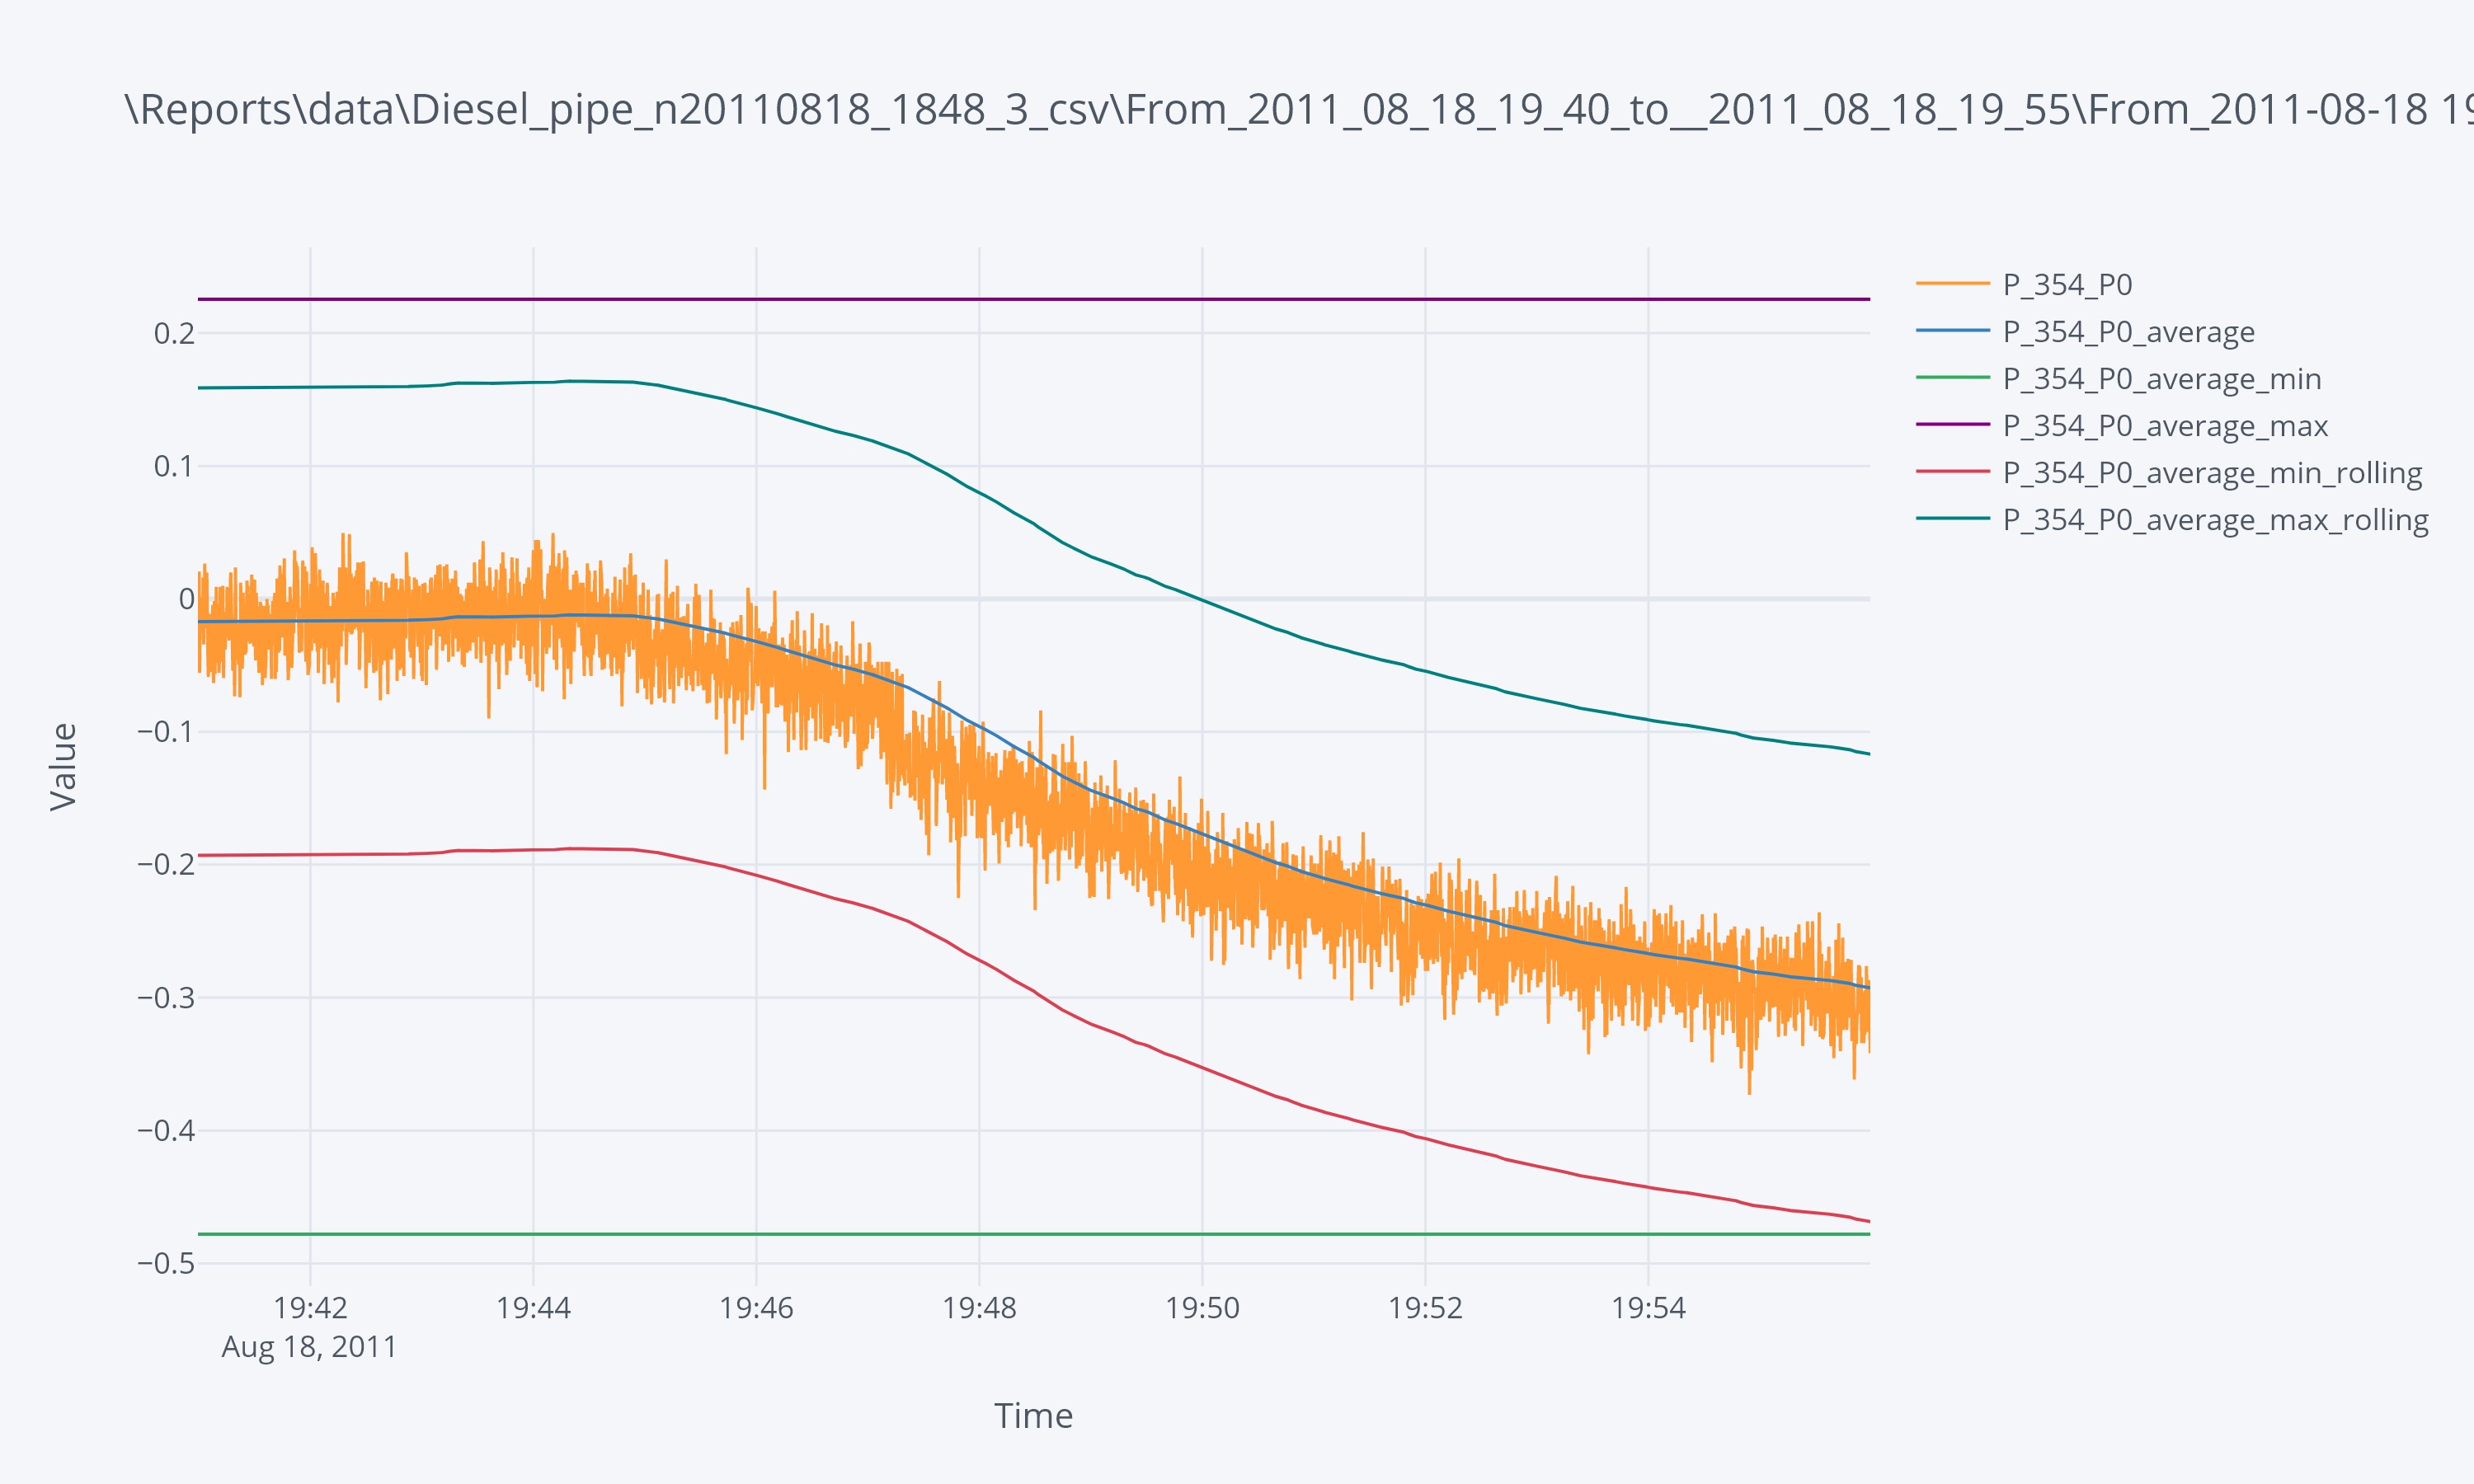 \Reports\data\Diesel_pipe_n20110818_1848_3_csv\From_2011_08_18_19_40_to__2011_08_18_19_55\From_2011-08-18 19
P_354_P0
P_354_P0_average
P_354_P0_average_min
P_354_P0_average_max
P_354_P0_average_min_rolling
P_354_P0_average_max_rolling
0.2
0.1
0
−0.1
−0.2
−0.3
−0.4
−0.5
Value
19:42 19:44 19:46 19:48 19:50 19:52 19:54
Aug 18, 2011
Time